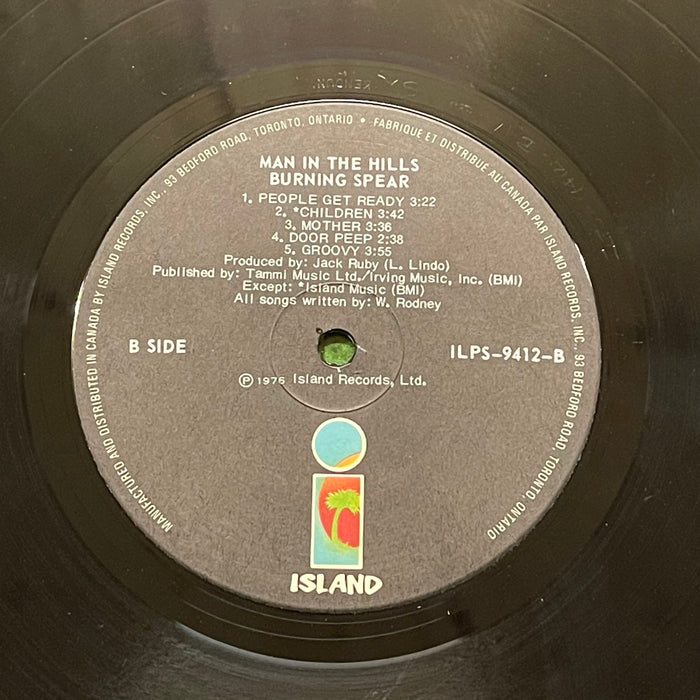 MAN IN THE HILLS
BURNING SPEAR
1. PEOPLE GET READY 3:22
2. *CHILDREN 3:42
3. MOTHER 3:36
4. DOOR PEEP 2:38
5. GROOVY 3:55
Produced by: Jack Ruby (L. Lindo)
Published by: Tammi Music Ltd./Irving Music, Inc. (BMI)
Except: *Island Music (BMI)
All songs written by: W. Rodney
B SIDE
ILPS-9412-B
℗ 1976 Island Records, Ltd.
ISLAND
MANUFACTURED AND DISTRIBUTED IN CANADA BY ISLAND RECORDS, INC., 93 BEDFORD ROAD, TORONTO, ONTARIO • FABRIQUE ET DISTRIBUÉ AU CANADA PAR ISLAND RECORDS, INC., 93 BEDFORD ROAD, TORONTO, ONTARIO